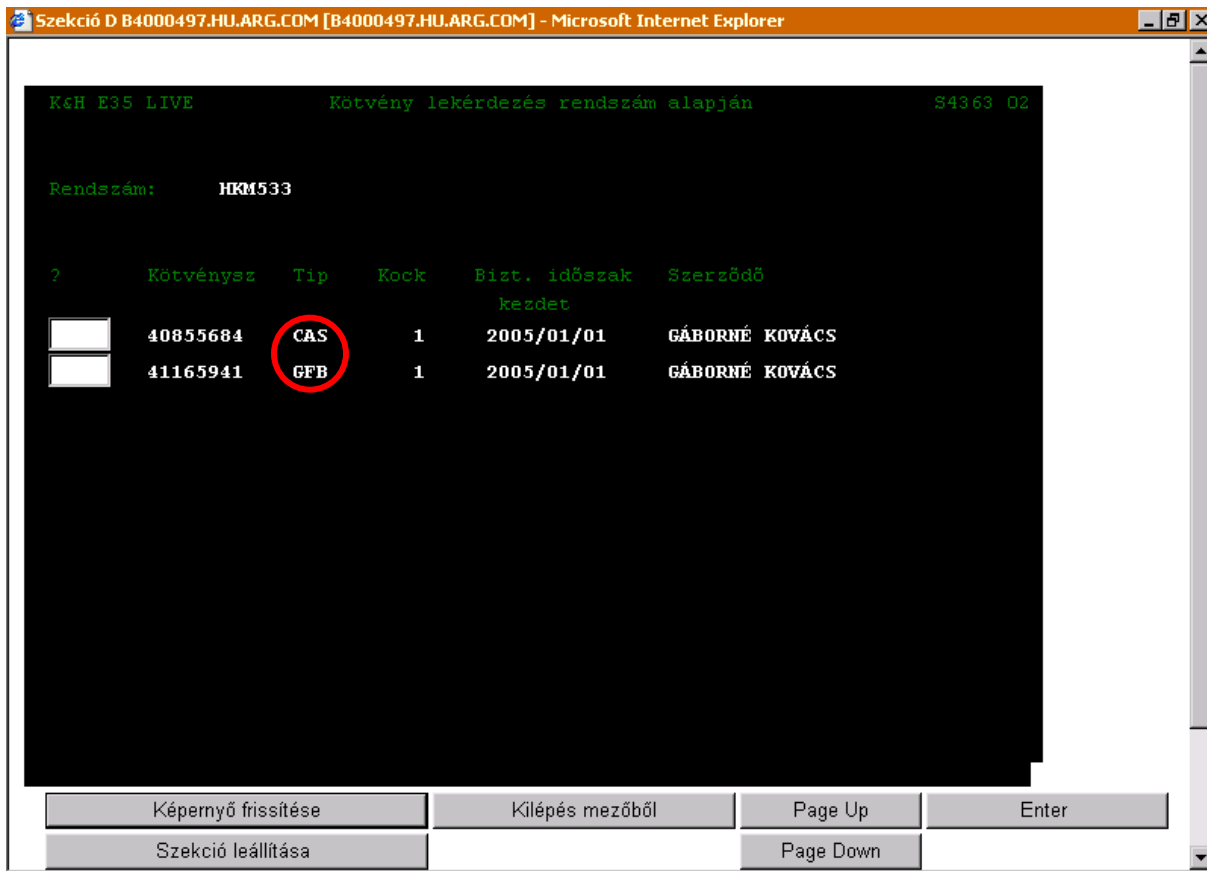 Szekció D B4000497.HU.ARG.COM [B4000497.HU.ARG.COM] - Microsoft Internet Explorer
K&H E35 LIVE Kötvény lekérdezés rendszám alapján S4363 O2
Rendszám: HKM533
? Kötvénysz Tip Kock Bizt. időszak Szerződő
kezdet
40855684 CAS 1 2005/01/01 GÁBORNÉ KOVÁCS
41165941 GFB 1 2005/01/01 GÁBORNÉ KOVÁCS
Képernyő frissítése Kilépés mezőből Page Up Enter
Szekció leállítása Page Down